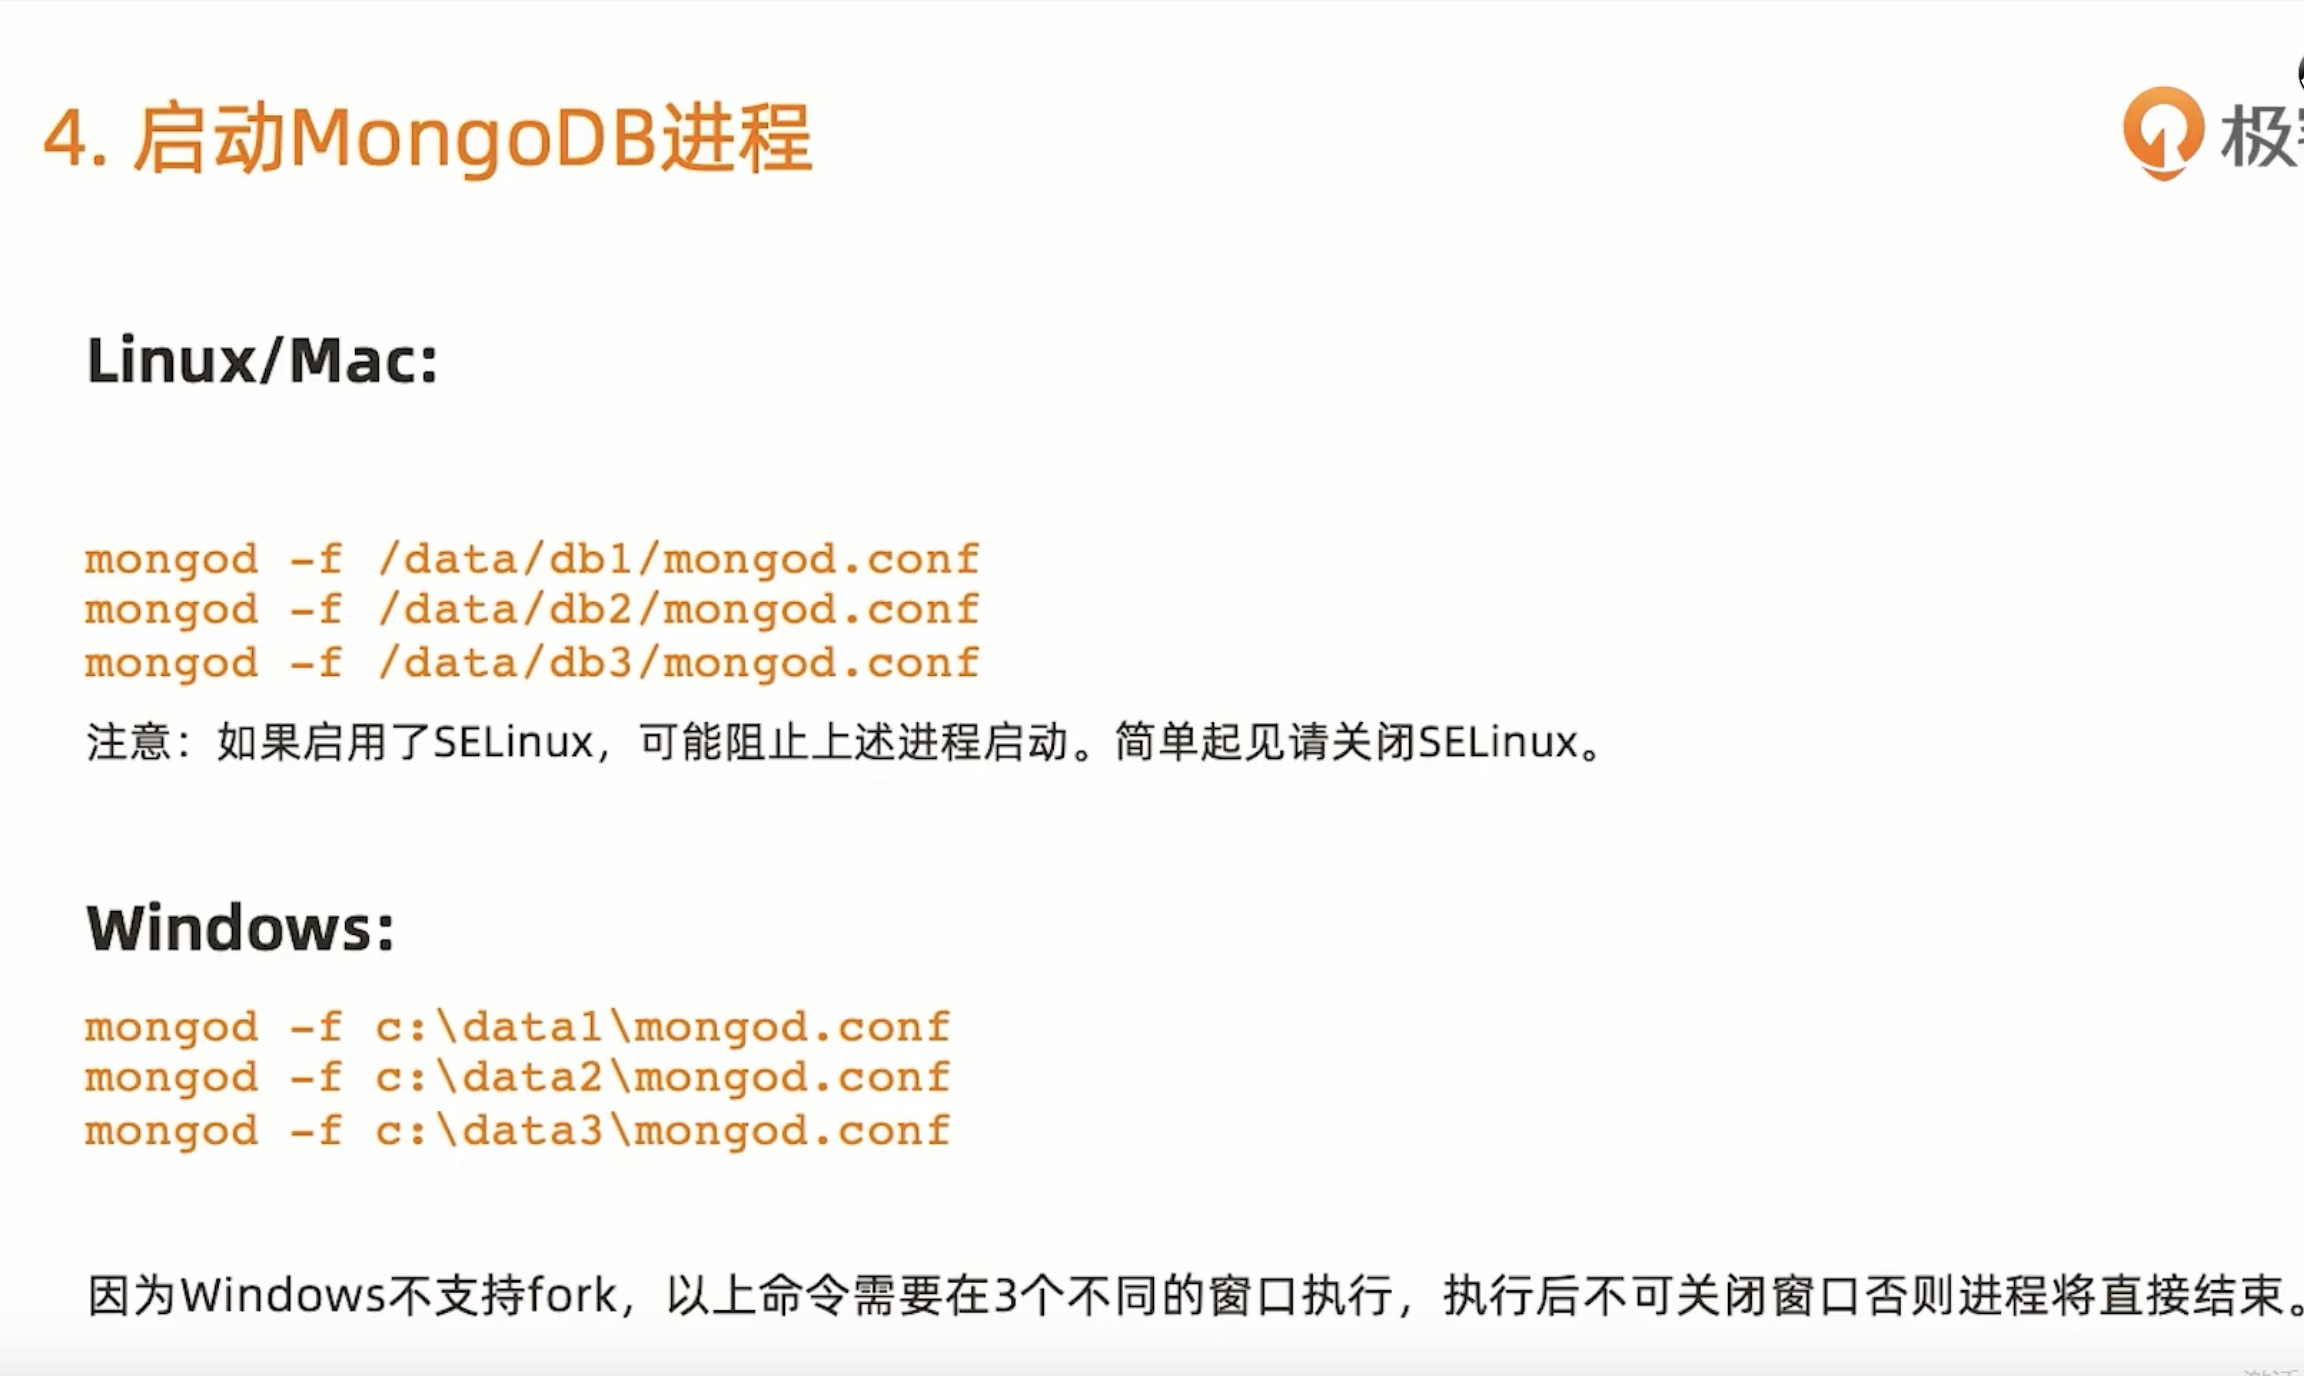 4. 启动MongoDB进程
极
Linux/Mac:
mongod -f /data/db1/mongod.conf
mongod -f /data/db2/mongod.conf
mongod -f /data/db3/mongod.conf
注意：如果启用了SELinux，可能阻止上述进程启动。简单起见请关闭SELinux。
Windows:
mongod -f c:\data1\mongod.conf
mongod -f c:\data2\mongod.conf
mongod -f c:\data3\mongod.conf
因为Windows不支持fork，以上命令需要在3个不同的窗口执行，执行后不可关闭窗口否则进程将直接结束。